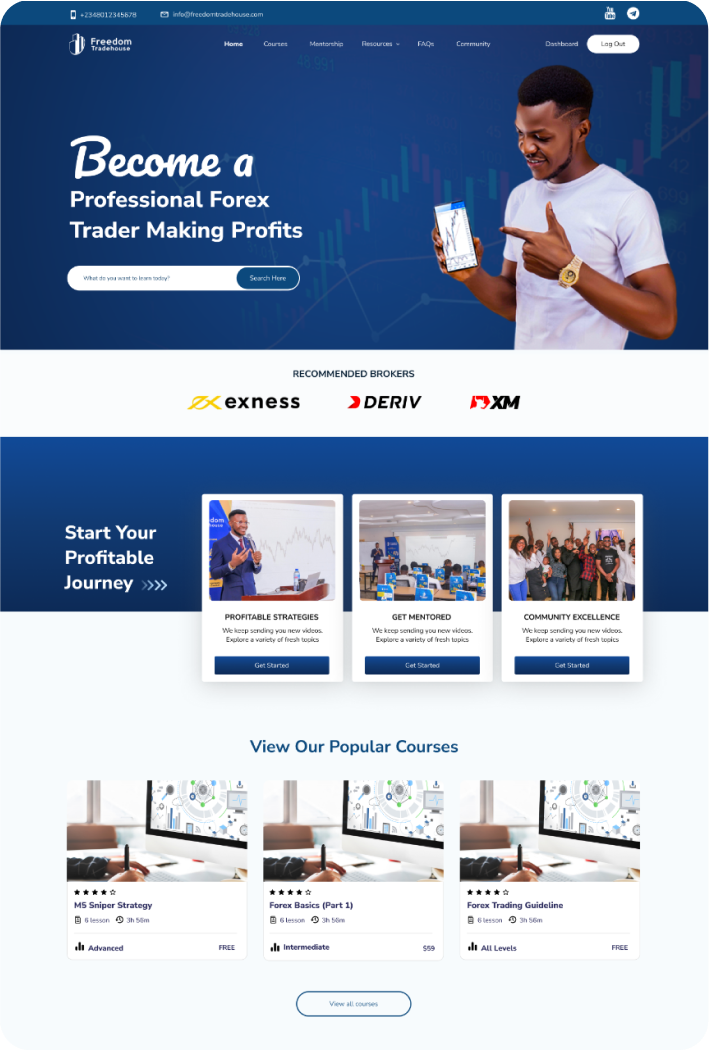 +2348012345678
info@freedomtradehouse.com
You
Tube
Freedom
Tradehouse
Home
Courses
Mentorship
Resources
FAQs
Community
Dashboard
Log Out
48,991
Become a
Professional Forex
Trader Making Profits
What do you want to learn today?
Search Here
RECOMMENDED BROKERS
exness
DERIV
XM
Start Your
Profitable
Journey
PROFITABLE STRATEGIES
We keep sending you new videos.
Explore a variety of fresh topics
Get Started
GET MENTORED
We keep sending you new videos.
Explore a variety of fresh topics
Get Started
COMMUNITY EXCELLENCE
We keep sending you new videos.
Explore a variety of fresh topics
Get Started
View Our Popular Courses
M5 Sniper Strategy
6 lesson
3h 56m
Advanced
FREE
Forex Basics (Part 1)
6 lesson
3h 56m
Intermediate
$59
Forex Trading Guideline
6 lesson
3h 56m
All Levels
FREE
View all courses